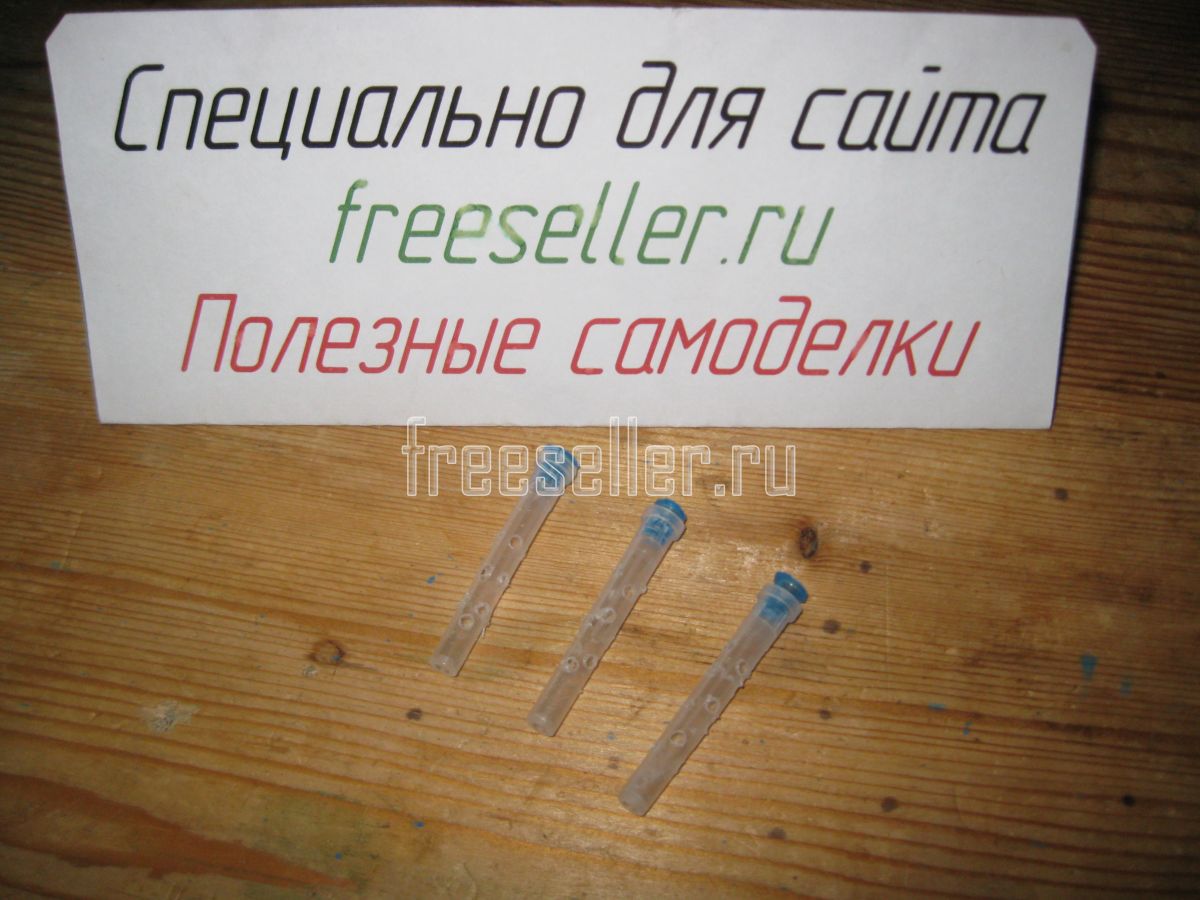 Специально для сайта
freeseller.ru
Полезные самоделки
freeseller.ru